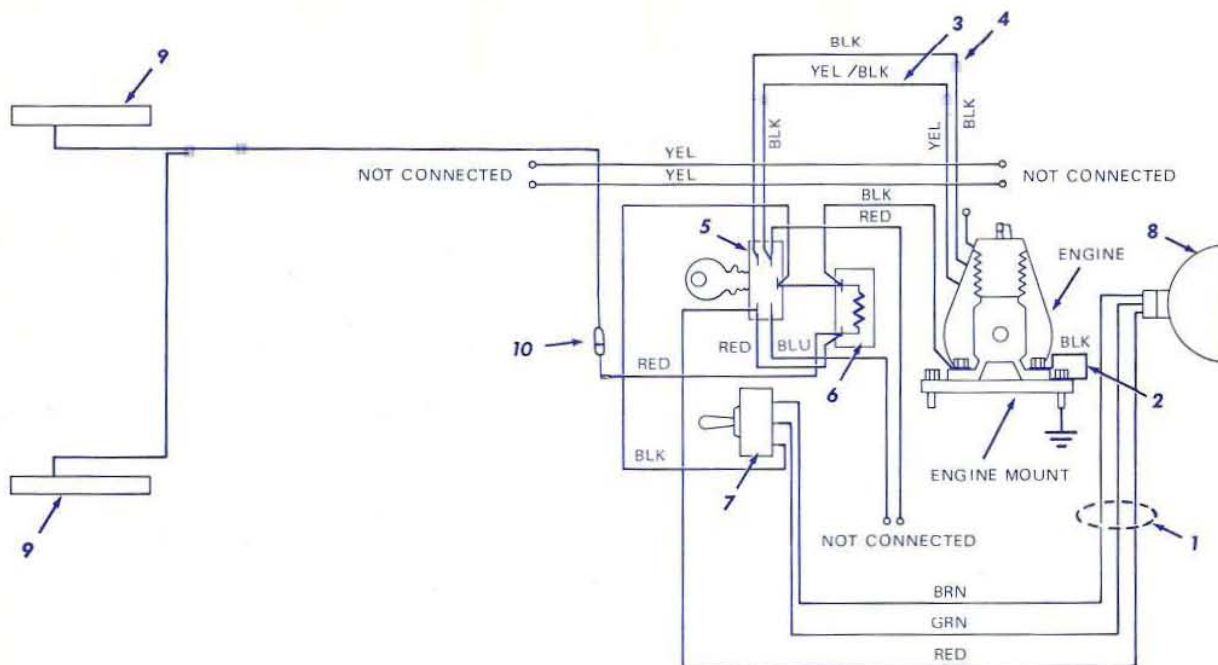 BLK
3
4
9
YEL /BLK
BLK
YEL
BLK
YEL
NOT CONNECTED
YEL
NOT CONNECTED
BLK
RED
5
8
ENGINE
10
RED
BLU
BLK
RED
6
2
BLK
7
ENGINE MOUNT
9
NOT CONNECTED
1
BRN
GRN
RED